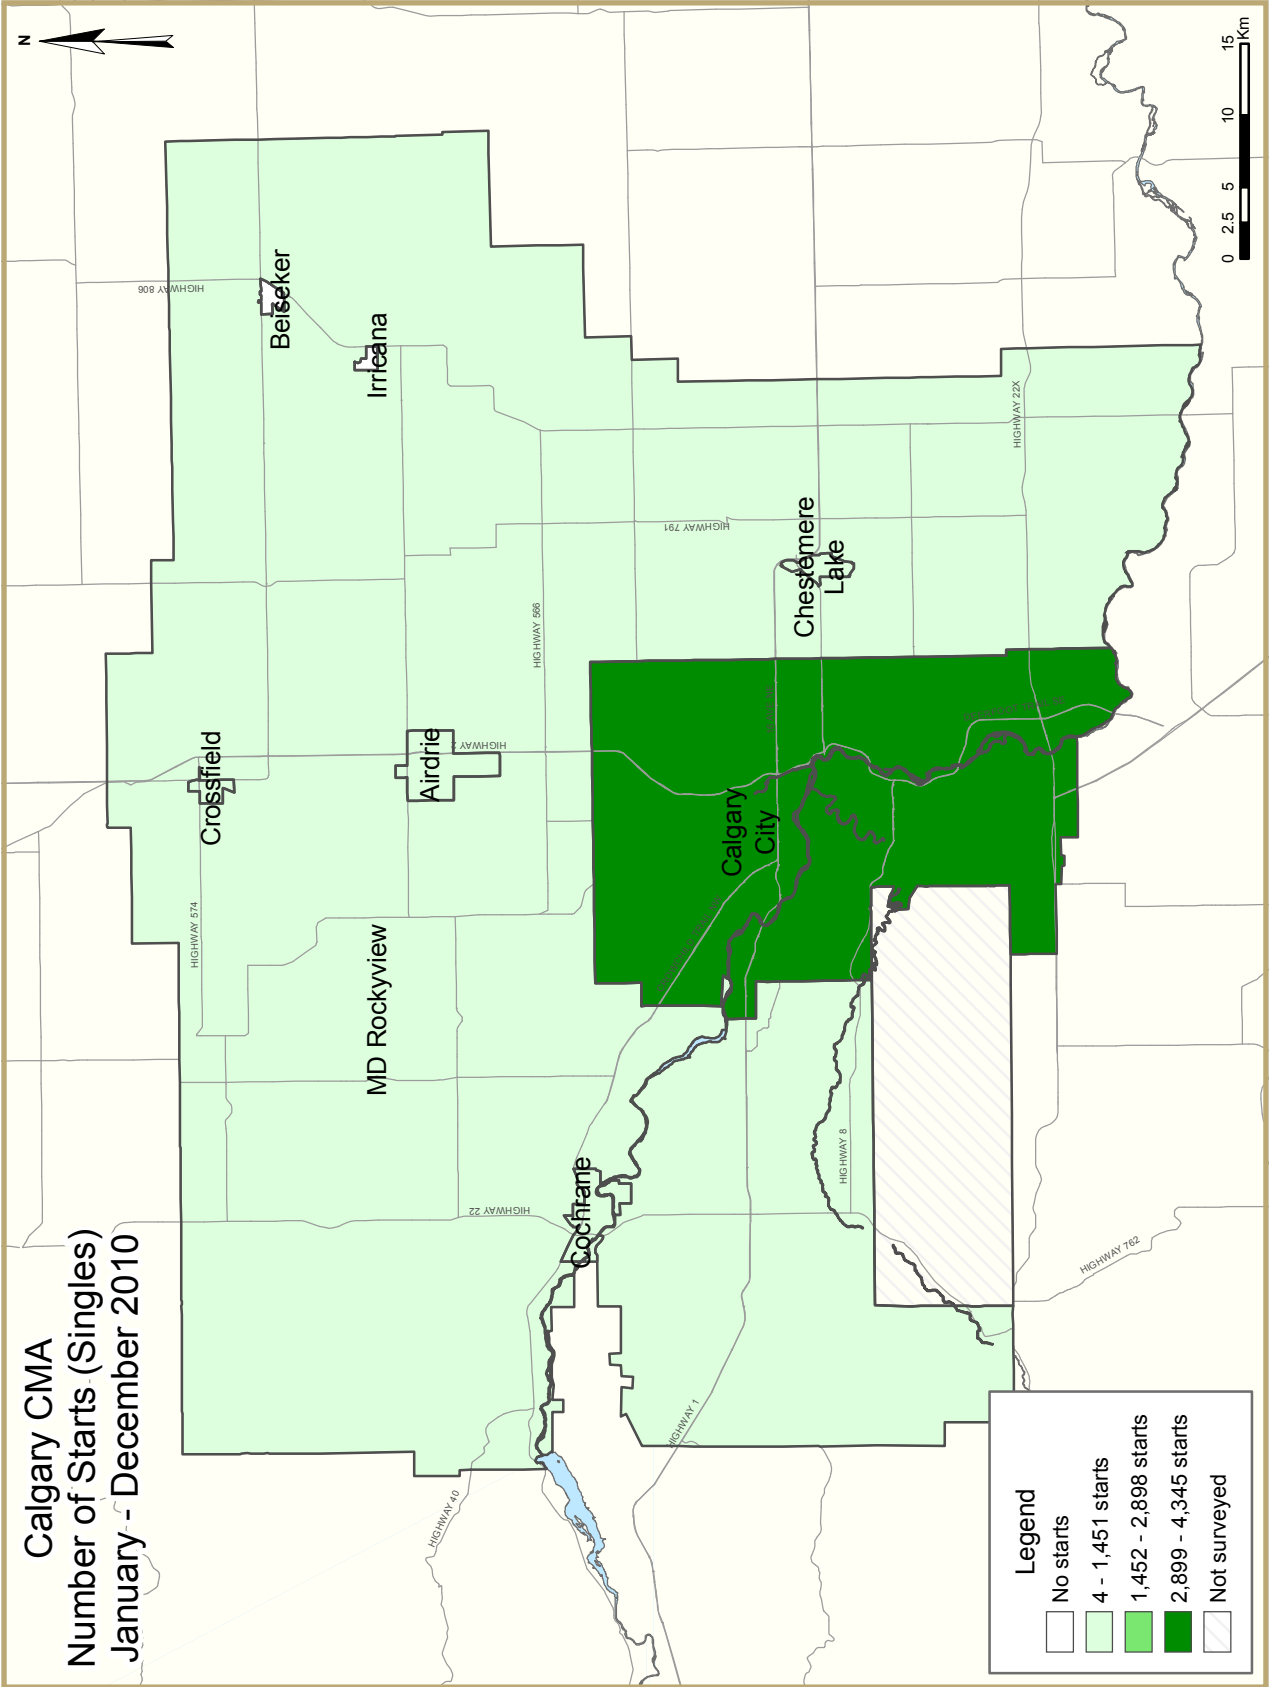 Calgary CMA
Number of Starts (Singles)
January - December 2010
N
HIGHWAY 806
Beiseker
Irricana
Crossfield
HIGHWAY 574
Airdrie
HIGHWAY 2
HIGHWAY 566
HIGHWAY 791
HIGHWAY 22X
Chestermere
Lake
MD Rockyview
Calgary
City
Cochrane
HIGHWAY 22
HIGHWAY 8
HIGHWAY 762
HIGHWAY 1
HIGHWAY 40
Legend
No starts
4 - 1,451 starts
1,452 - 2,898 starts
2,899 - 4,345 starts
Not surveyed
0 2.5 5 10 15
Km